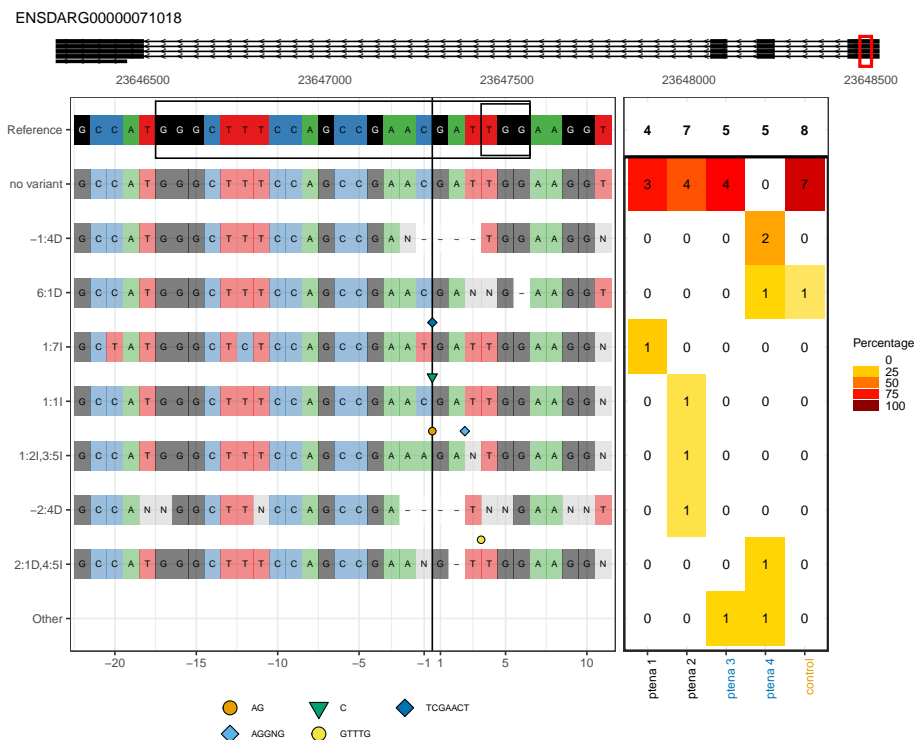 ENSDARG00000071018
23646500 23647000 23647500 23648000 23648500
Reference G C C A T G G G C T T T C C A G C C G A A C G A T T G G A A G G T 4 7 5 5 8
no variant G C C A T G G G C T T T C C A G C C G A A C G A T T G G A A G G T 3 4 4 0 7
−1:4D G C C A T G G G C T T T C C A G C C G A N - - - - T G G A A G G N 0 0 0 2 0
6:1D G C C A T G G G C T T T C C A G C C G A A C G A N N G - A A G G T 0 0 0 1 1
1:7I G C T A T G G G C T C T C C A G C C G A A T G A T T G G A A G G N 1 0 0 0 0
1:1I G C C A T G G G C T T T C C A G C C G A A C G A T T G G A A G G N 0 1 0 0 0
1:2I,3:5I G C C A T G G G C T T T C C A G C C G A A A G A N T G G A A G G N 0 1 0 0 0
−2:4D G C C A N N G G C T T N C C A G C C G A - - - - T N N G A A N N T 0 1 0 0 0
2:1D,4:5I G C C A T G G G C T T T C C A G C C G A A N G - T T G G A A G G N 0 0 0 1 0
Other 0 0 1 1 0
−20 −15 −10 −5 −1 1 5 10
ptena 1 ptena 2 ptena 3 ptena 4 control
Percentage
0
25
50
75
100
AG C TCGAACT
AGGNG GTTTG